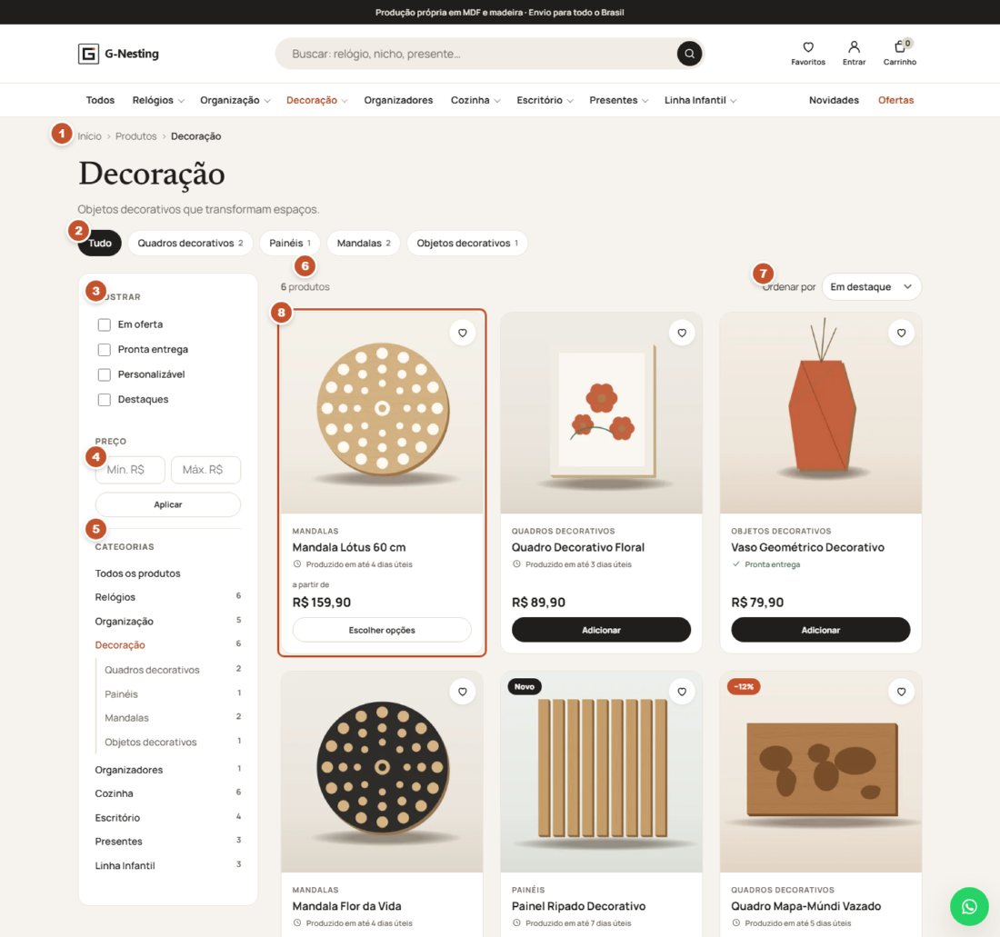 Produção própria em MDF e madeira · Envio para todo o Brasil
G-Nesting
Buscar: relógio, nicho, presente...
Favoritos
Entrar
0
Carrinho
Todos
Relógios
Organização
Decoração
Organizadores
Cozinha
Escritório
Presentes
Linha Infantil
Novidades
Ofertas
1
Início › Produtos › Decoração
Decoração
Objetos decorativos que transformam espaços.
2
Tudo
Quadros decorativos 2
Painéis 1
Mandalas 2
Objetos decorativos 1
3
MOSTRAR
Em oferta
Pronta entrega
Personalizável
Destaques
4
PREÇO
Mín. R$
Máx. R$
Aplicar
5
CATEGORIAS
Todos os produtos
Relógios 6
Organização 5
Decoração 6
Quadros decorativos 2
Painéis 1
Mandalas 2
Objetos decorativos 1
Organizadores 1
Cozinha 6
Escritório 4
Presentes 3
Linha Infantil 3
6
6 produtos
7
Ordenar por
Em destaque
8
MANDALAS
Mandala Lótus 60 cm
Produzido em até 4 dias úteis
a partir de
R$ 159,90
Escolher opções
QUADROS DECORATIVOS
Quadro Decorativo Floral
Produzido em até 3 dias úteis
R$ 89,90
Adicionar
OBJETOS DECORATIVOS
Vaso Geométrico Decorativo
Pronta entrega
R$ 79,90
Adicionar
MANDALAS
Mandala Flor da Vida
Produzido em até 4 dias úteis
Novo
PAINÉIS
Painel Ripado Decorativo
Produzido em até 7 dias úteis
−12%
QUADROS DECORATIVOS
Quadro Mapa-Múndi Vazado
Produzido em até 5 dias úteis